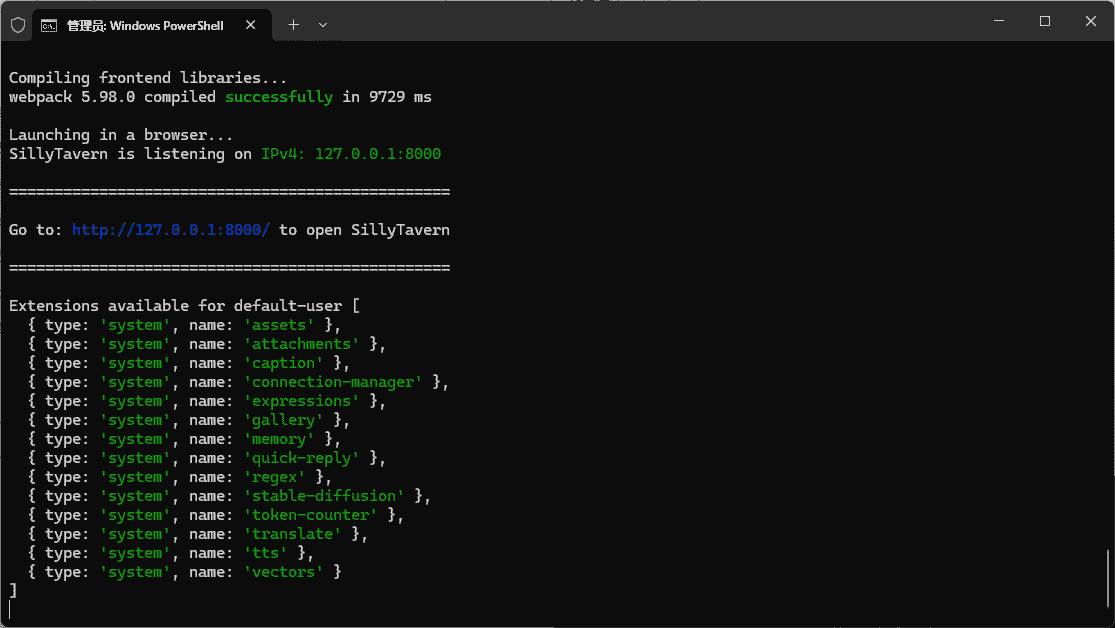 管理员: Windows PowerShell
Compiling frontend libraries...
webpack 5.98.0 compiled successfully in 9729 ms
Launching in a browser...
SillyTavern is listening on IPv4: 127.0.0.1:8000
==================================================
Go to: http://127.0.0.1:8000/ to open SillyTavern
==================================================
Extensions available for default-user [
  { type: 'system', name: 'assets' },
  { type: 'system', name: 'attachments' },
  { type: 'system', name: 'caption' },
  { type: 'system', name: 'connection-manager' },
  { type: 'system', name: 'expressions' },
  { type: 'system', name: 'gallery' },
  { type: 'system', name: 'memory' },
  { type: 'system', name: 'quick-reply' },
  { type: 'system', name: 'regex' },
  { type: 'system', name: 'stable-diffusion' },
  { type: 'system', name: 'token-counter' },
  { type: 'system', name: 'translate' },
  { type: 'system', name: 'tts' },
  { type: 'system', name: 'vectors' }
]